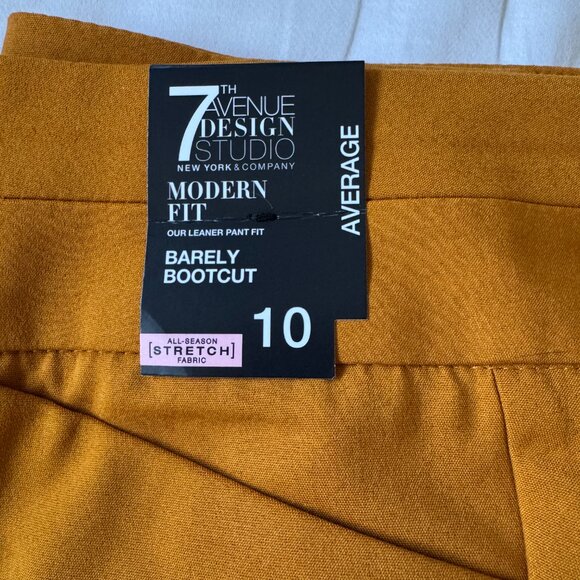 7TH
AVENUE
DESIGN
STUDIO
NEW YORK & COMPANY
MODERN
FIT
OUR LEANER PANT FIT
BARELY
BOOTCUT
AVERAGE
10
ALL-SEASON
[STRETCH]
FABRIC